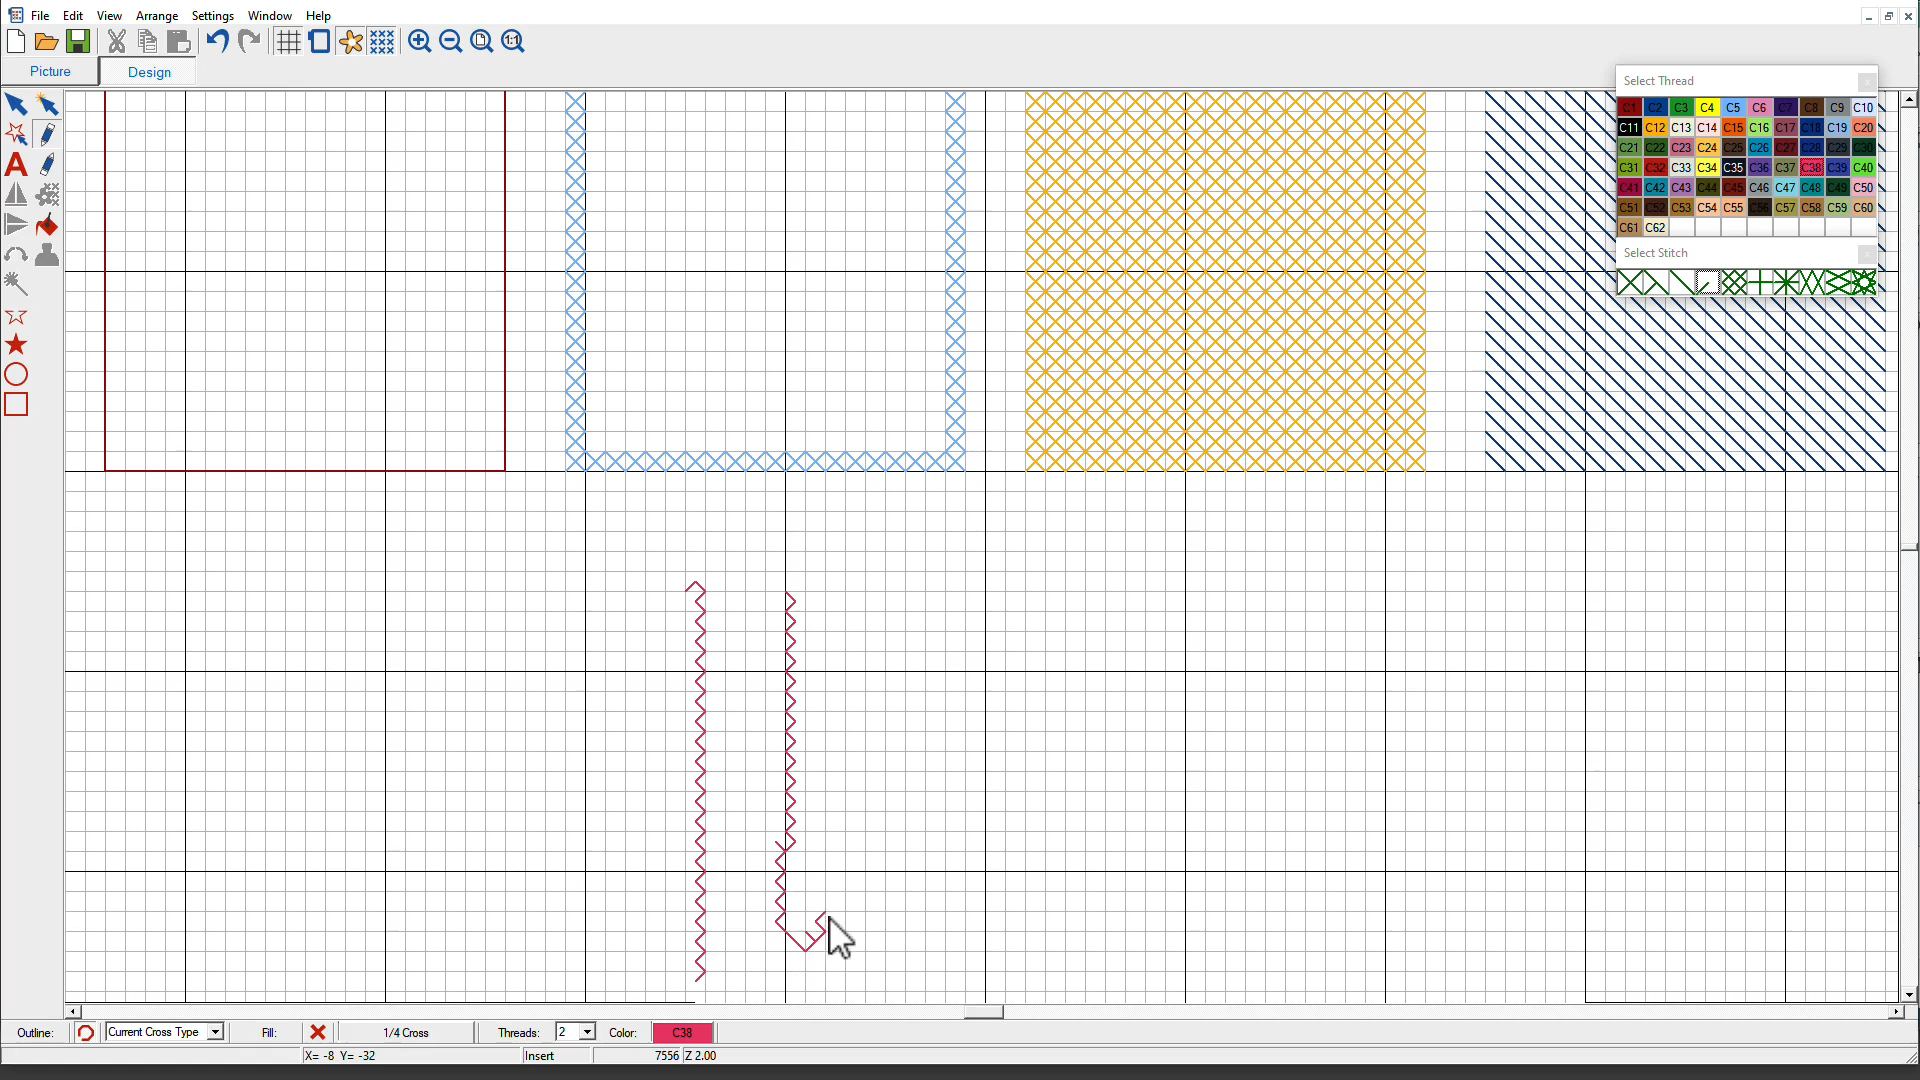 File Edit View Arrange Settings Window Help
1:1
Picture Design
A
Select Thread
C1 C2 C3 C4 C5 C6 C7 C8 C9 C10
C11 C12 C13 C14 C15 C16 C17 C18 C19 C20
C21 C22 C23 C24 C25 C26 C27 C28 C29 C30
C31 C32 C33 C34 C35 C36 C37 C38 C39 C40
C41 C42 C43 C44 C45 C46 C47 C48 C49 C50
C51 C52 C53 C54 C55 C56 C57 C58 C59 C60
C61 C62
Select Stitch
Outline: Current Cross Type Fill: 1/4 Cross Threads: 2 Color: C38
X= -8 Y= -32 Insert 7556 Z 2.00